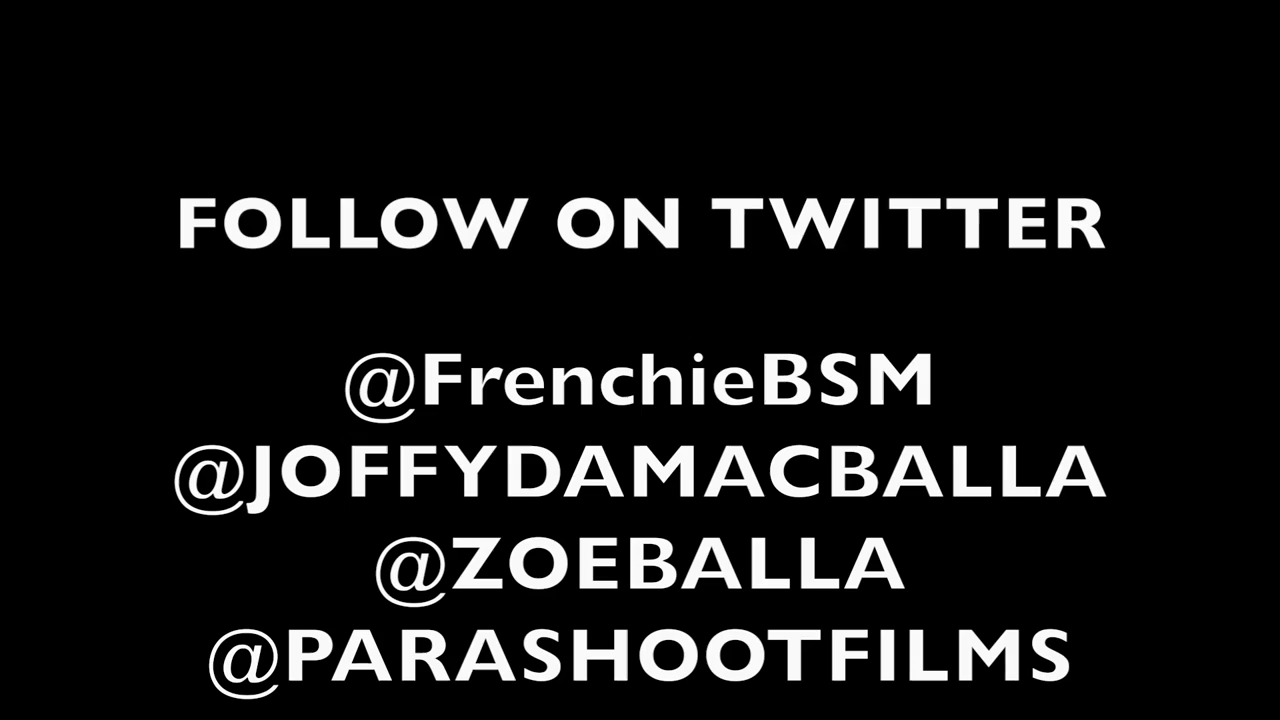 FOLLOW ON TWITTER
@FrenchieBSM
@JOFFYDAMACBALLA
@ZOEBALLA
@PARASHOOTFILMS